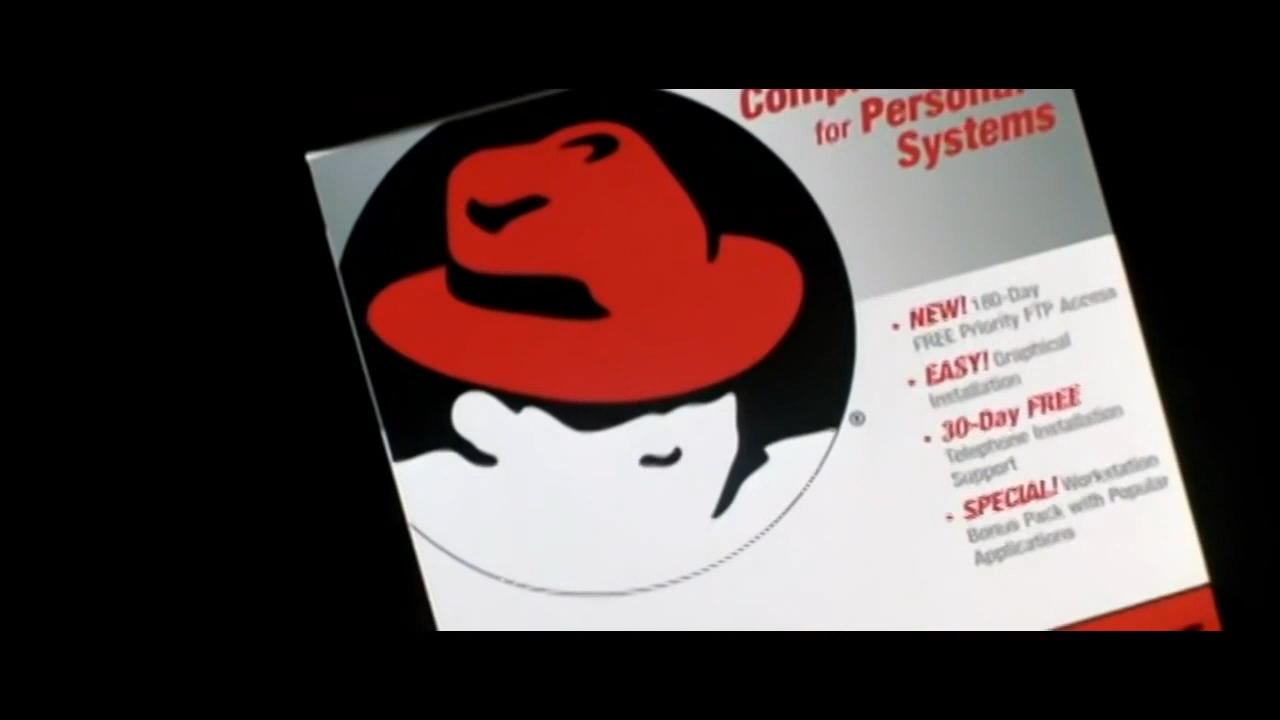 for Personal
Systems
• NEW! 180-Day
FREE Priority FTP Access
• EASY! Graphical
Installation
• 30-Day FREE
Telephone Installation
Support
• SPECIAL! Workstation
Bonus Pack with Popular
Applications
®